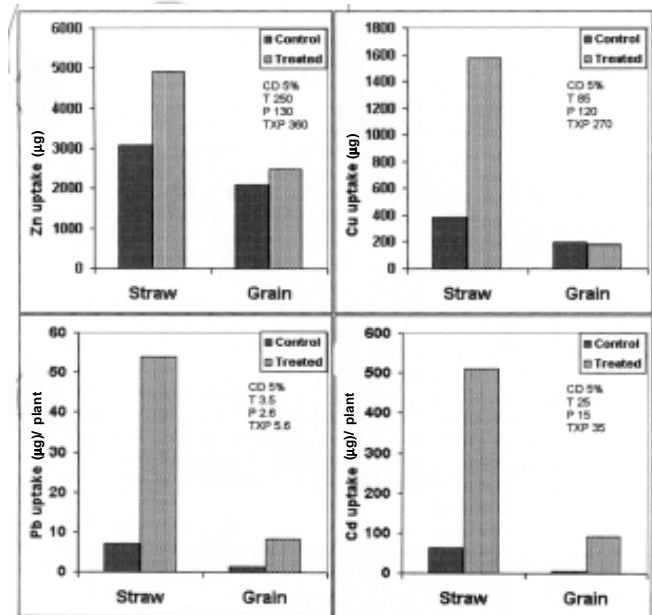 6000
5000
4000
3000
2000
1000
0
Zn uptake (µg)
Control
Treated
CD 5%
T 250
P 130
TXP 360
Straw Grain
1800
1600
1400
1200
1000
800
600
400
200
0
Cu uptake (µg)
Control
Treated
CD 5%
T 85
P 120
TXP 270
Straw Grain
60
50
40
30
20
10
0
Pb uptake (µg)/ plant
Control
Treated
CD 5%
T 3.5
P 2.6
TXP 5.6
Straw Grain
600
500
400
300
200
100
0
Cd uptake (µg)/ plant
Control
Treated
CD 5%
T 25
P 15
TXP 35
Straw Grain